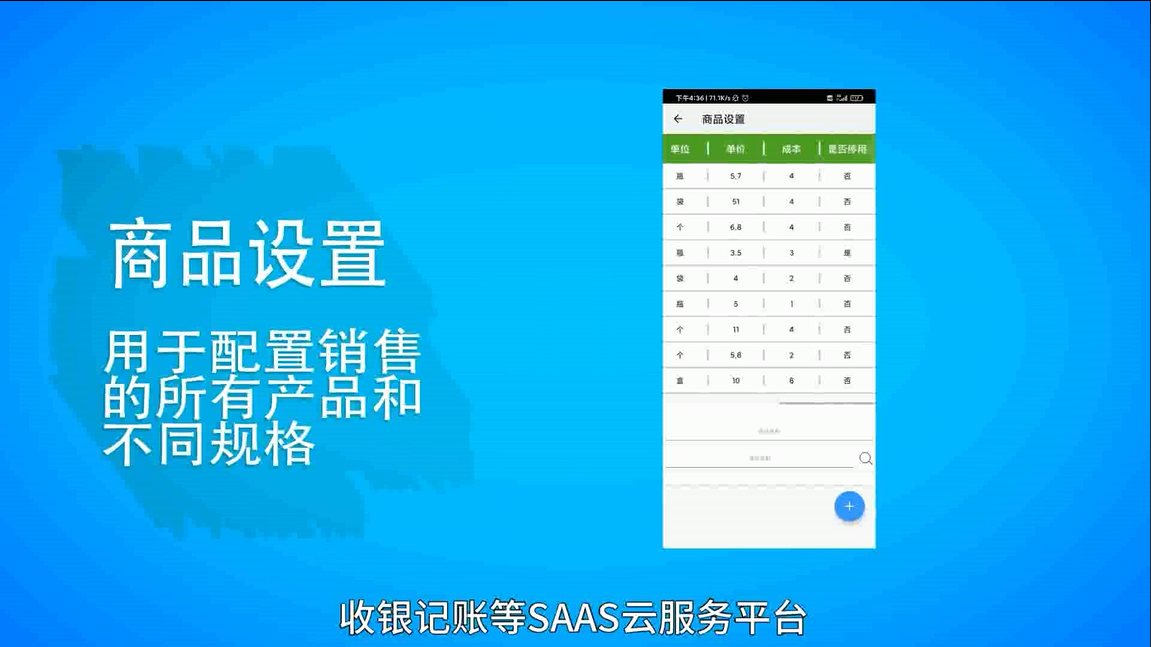 商品设置
用于配置销售
的所有产品和
不同规格
下午4:36 | 71.1K/s
商品设置
单位 单价 成本 是否停用
瓶 5.7 4 否
袋 51 4 否
个 6.8 4 否
瓶 3.5 3 是
袋 4 2 否
瓶 5 1 否
个 11 4 否
个 5.6 2 否
盒 10 6 否
收银记账等SAAS云服务平台